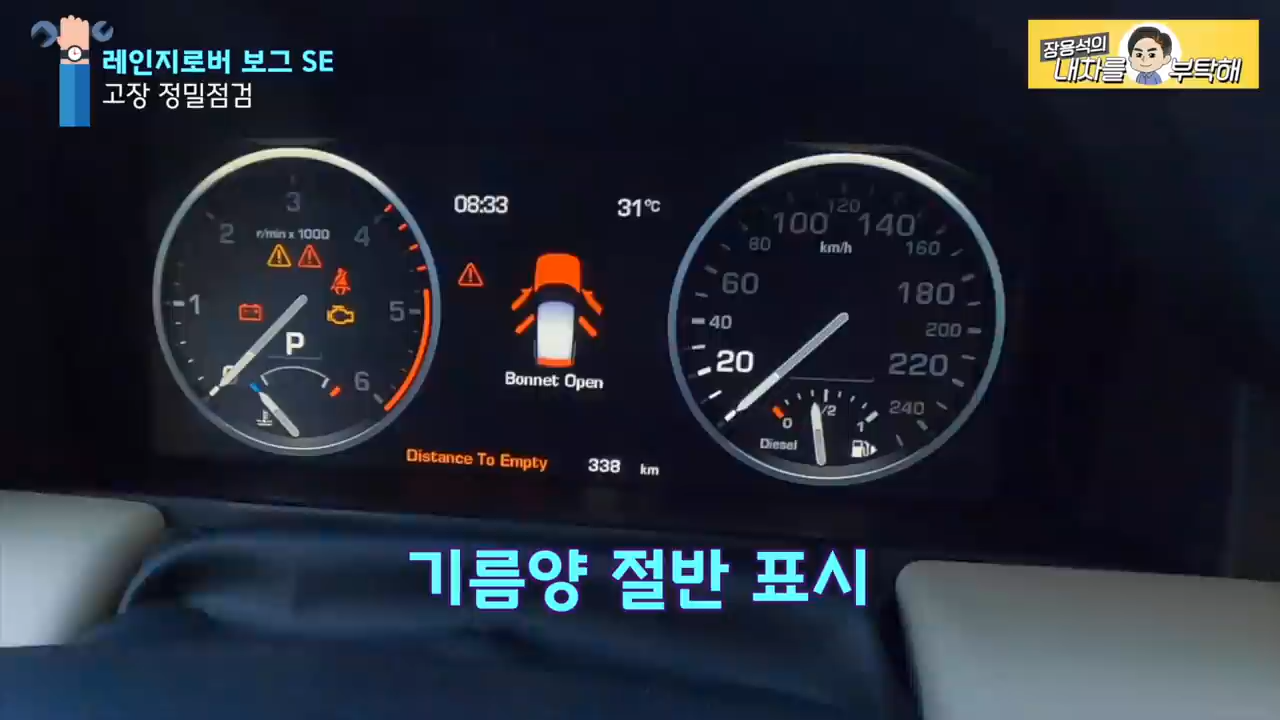 레인지로버 보그 SE
고장 정밀점검
장용석의
내차를 부탁해
08:33
31°C
3
2
4
r/min x 1000
1
5
P
6
Bonnet Open
Distance To Empty 338 km
120
100
140
80
km/h
160
60
180
40
200
20
220
0
1/2
1
240
Diesel
기름양 절반 표시